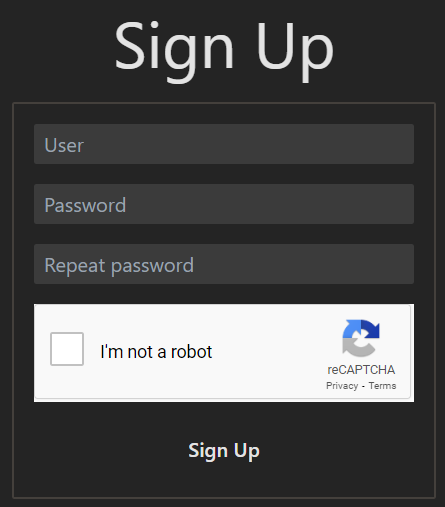 Sign Up
User
Password
Repeat password
I'm not a robot
reCAPTCHA
Privacy - Terms
Sign Up